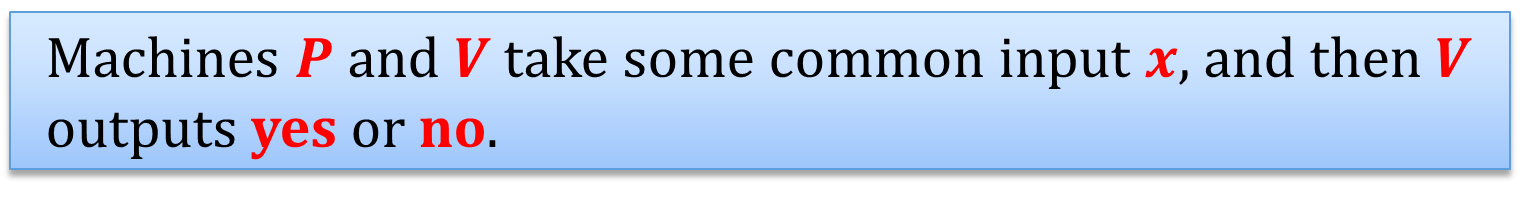 Machines P and V take some common input x, and then V
outputs yes or no.